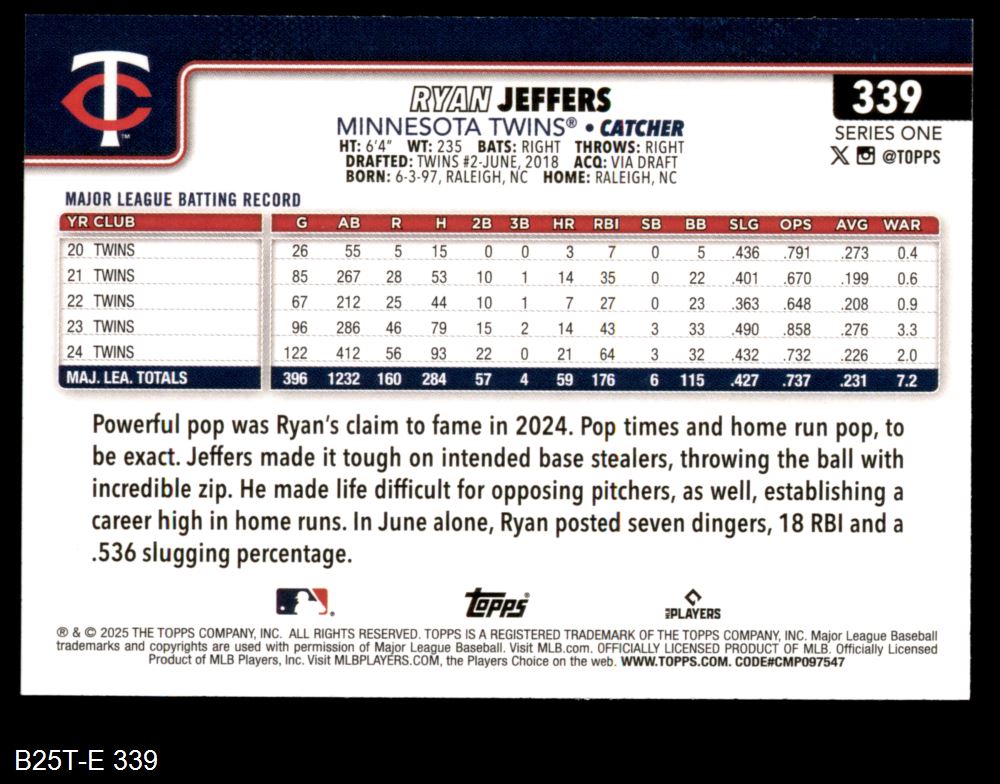 TC™
RYAN JEFFERS
339
MINNESOTA TWINS® • CATCHER
SERIES ONE
HT: 6'4" WT: 235 BATS: RIGHT THROWS: RIGHT
@TOPPS
DRAFTED: TWINS #2-JUNE, 2018 ACQ: VIA DRAFT
BORN: 6-3-97, RALEIGH, NC HOME: RALEIGH, NC
MAJOR LEAGUE BATTING RECORD
YR CLUB G AB R H 2B 3B HR RBI SB BB SLG OPS AVG WAR
20 TWINS 26 55 5 15 0 0 3 7 0 5 .436 .791 .273 0.4
21 TWINS 85 267 28 53 10 1 14 35 0 22 .401 .670 .199 0.6
22 TWINS 67 212 25 44 10 1 7 27 0 23 .363 .648 .208 0.9
23 TWINS 96 286 46 79 15 2 14 43 3 33 .490 .858 .276 3.3
24 TWINS 122 412 56 93 22 0 21 64 3 32 .432 .732 .226 2.0
MAJ. LEA. TOTALS 396 1232 160 284 57 4 59 176 6 115 .427 .737 .231 7.2
Powerful pop was Ryan's claim to fame in 2024. Pop times and home run pop, to
be exact. Jeffers made it tough on intended base stealers, throwing the ball with
incredible zip. He made life difficult for opposing pitchers, as well, establishing a
career high in home runs. In June alone, Ryan posted seven dingers, 18 RBI and a
.536 slugging percentage.
Topps®
MLB PLAYERS
® & © 2025 THE TOPPS COMPANY, INC. ALL RIGHTS RESERVED. TOPPS IS A REGISTERED TRADEMARK OF THE TOPPS COMPANY, INC. Major League Baseball
trademarks and copyrights are used with permission of Major League Baseball. Visit MLB.com. OFFICIALLY LICENSED PRODUCT OF MLB. Officially Licensed
Product of MLB Players, Inc. Visit MLBPLAYERS.COM, the Players Choice on the web. WWW.TOPPS.COM. CODE#CMP097547
B25T-E 339